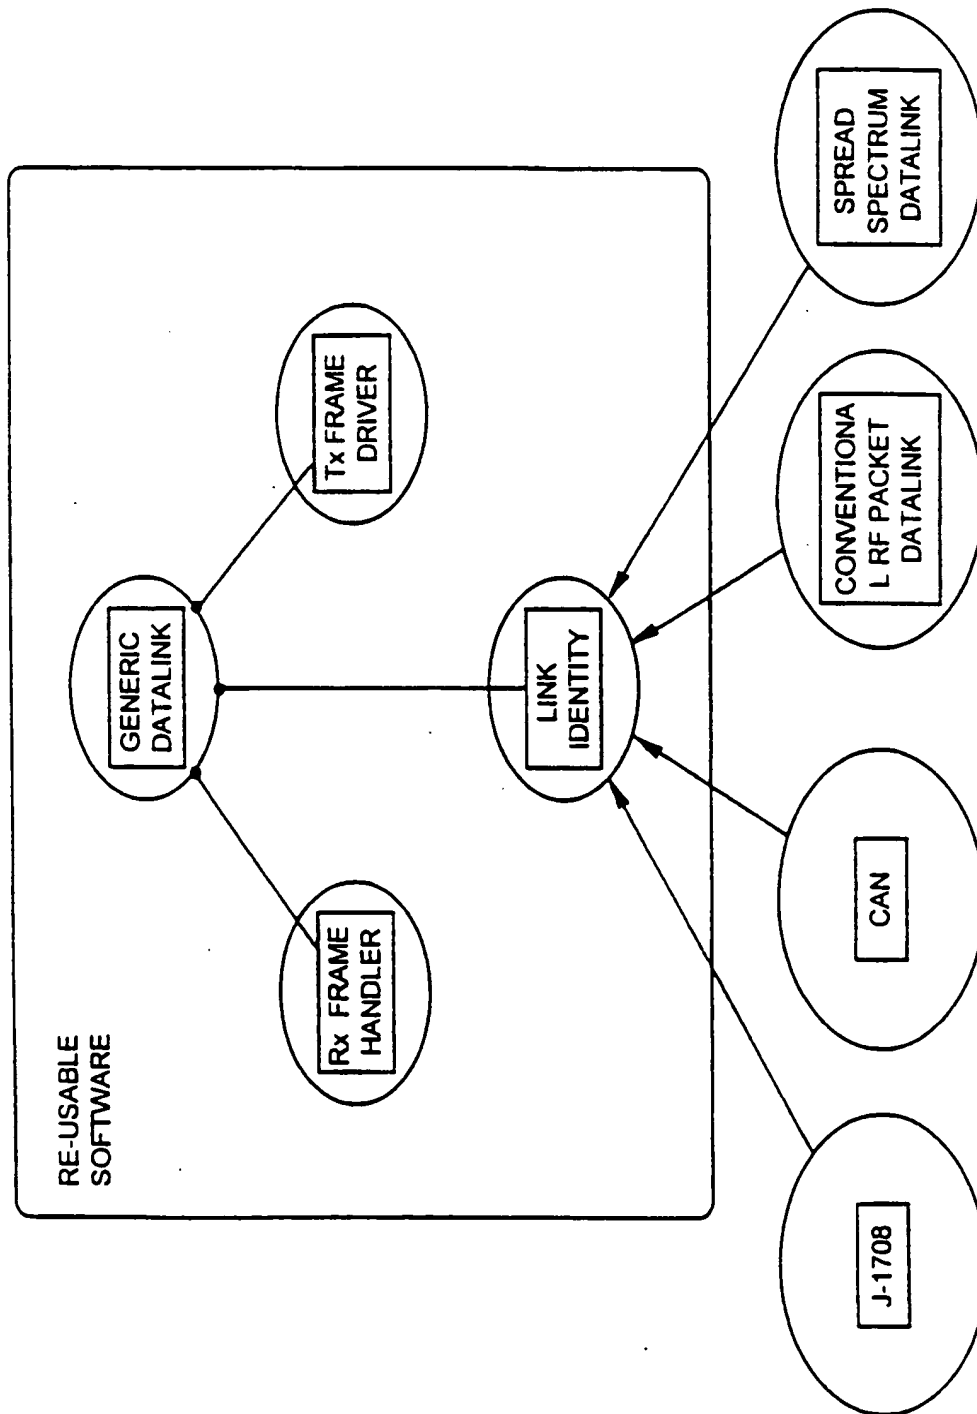 RE-USABLE
SOFTWARE
GENERIC
DATALINK
Rx FRAME
HANDLER
Tx FRAME
DRIVER
LINK
IDENTITY
J-1708
CAN
CONVENTIONA
L RF PACKET
DATALINK
SPREAD
SPECTRUM
DATALINK